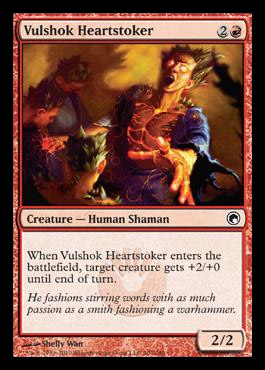 Vulshok Heartstoker 2
Creature — Human Shaman
When Vulshok Heartstoker enters the
battlefield, target creature gets +2/+0
until end of turn.
He fashions stirring words with as much
passion as a smith fashioning a warhammer.
Shelly Wan
2/2